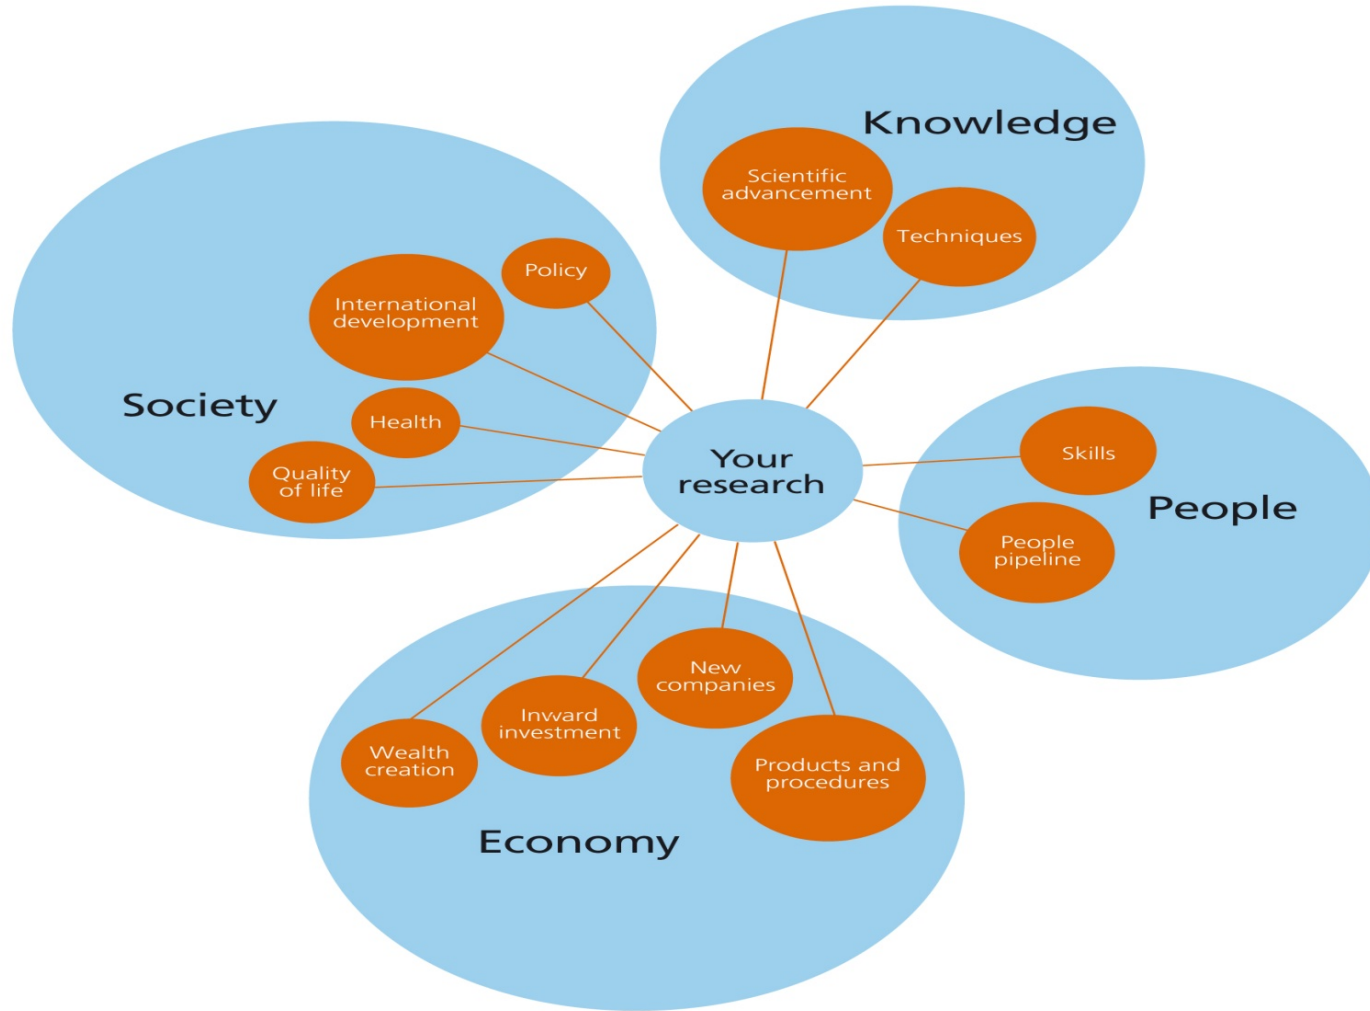 Knowledge
Scientific
advancement
Techniques
Policy
International
development
Society
Health
Quality
of life
Your
research
Skills
People
People
pipeline
New
companies
Inward
investment
Wealth
creation
Products and
procedures
Economy